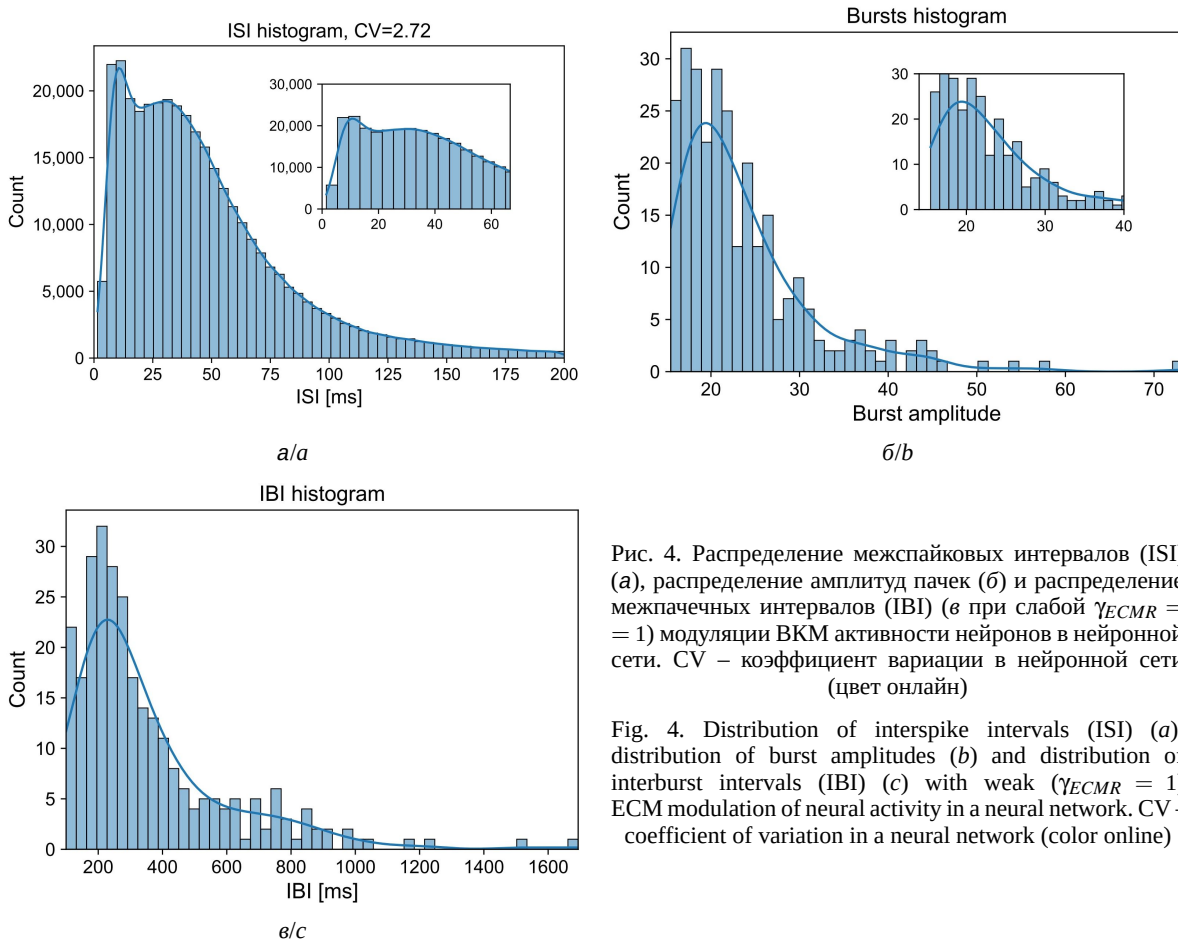 ISI histogram, CV=2.72
Count
20,000
15,000
10,000
5,000
0
0 25 50 75 100 125 150 175 200
ISI [ms]
30,000
20,000
10,000
0
0 20 40 60
а/a
Bursts histogram
Count
30
25
20
15
10
5
0
20 30 40 50 60 70
Burst amplitude
30
20
10
0
20 30 40
б/b
IBI histogram
Count
30
25
20
15
10
5
0
200 400 600 800 1000 1200 1400 1600
IBI [ms]
в/c
Рис. 4. Распределение межспайковых интервалов (ISI)
(а), распределение амплитуд пачек (б) и распределение
межпачечных интервалов (IBI) (в при слабой γECMR =
= 1) модуляции ВКМ активности нейронов в нейронной
сети. CV – коэффициент вариации в нейронной сети
(цвет онлайн)
Fig. 4. Distribution of interspike intervals (ISI) (a)
distribution of burst amplitudes (b) and distribution of
interburst intervals (IBI) (c) with weak (γECMR = 1)
ECM modulation of neural activity in a neural network. CV –
coefficient of variation in a neural network (color online)